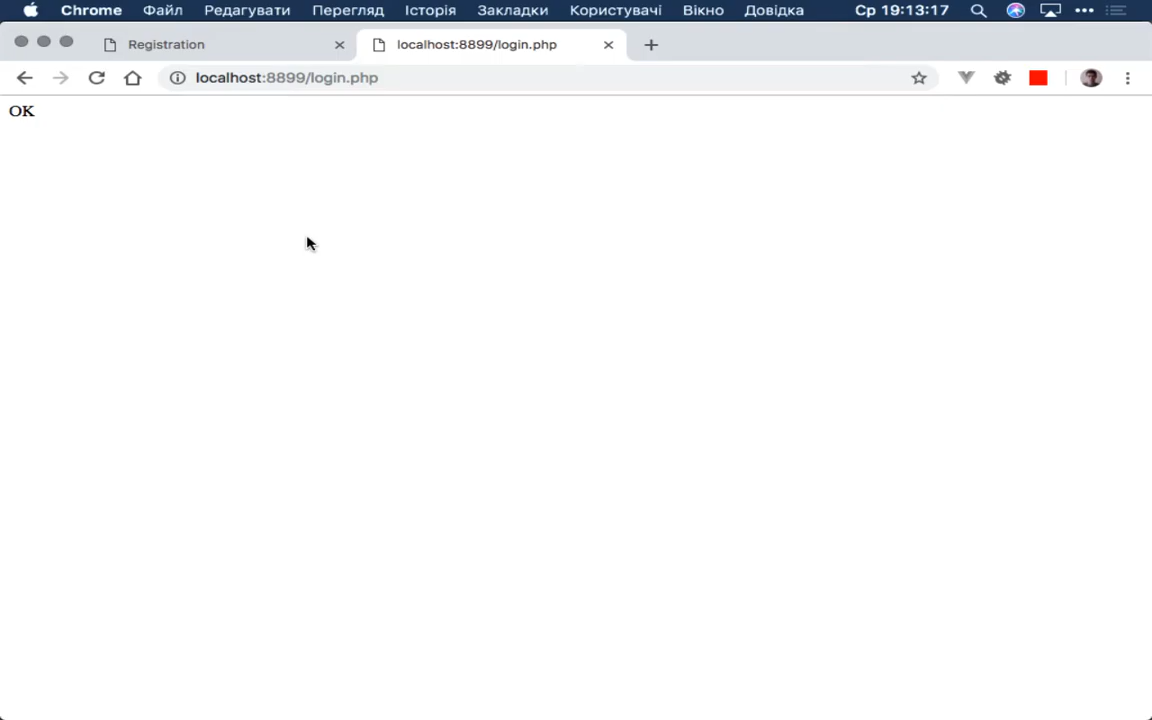 Chrome Файл Редагувати Перегляд Історія Закладки Користувачі Вікно Довідка Ср 19:13:17
Registration localhost:8899/login.php
localhost:8899/login.php
OK